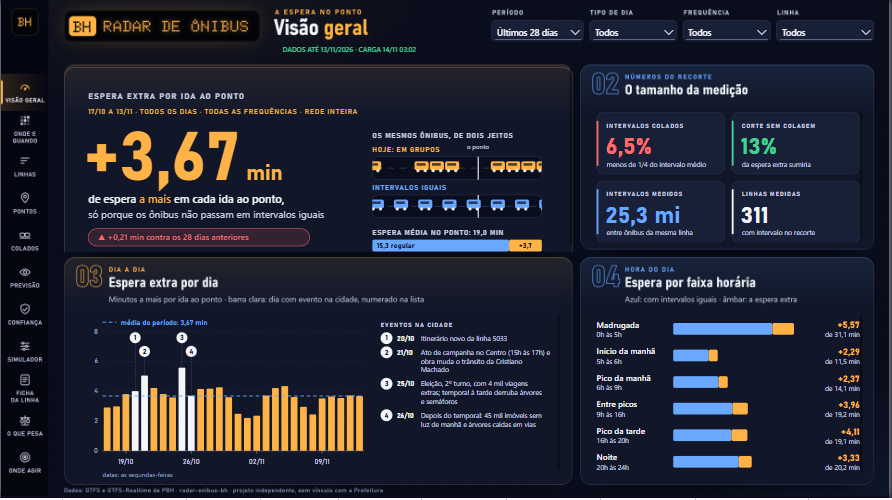 BH
BH RADAR DE ÔNIBUS
A ESPERA NO PONTO
Visão geral
DADOS ATÉ 13/11/2026 · CARGA 14/11 03:02
PERÍODO
Últimos 28 dias
TIPO DE DIA
Todos
FREQUÊNCIA
Todos
LINHA
Todos
VISÃO GERAL
ONDE E
QUANDO
LINHAS
PONTOS
COLADOS
PREVISÃO
CONFIANÇA
SIMULADOR
FICHA
DA LINHA
O QUE PESA
ONDE AGIR
ESPERA EXTRA POR IDA AO PONTO
17/10 A 13/11 · TODOS OS DIAS · TODAS AS FREQUÊNCIAS · REDE INTEIRA
+3,67 min
de espera a mais em cada ida ao ponto,
só porque os ônibus não passam em intervalos iguais
▲ +0,21 min contra os 28 dias anteriores
OS MESMOS ÔNIBUS, DE DOIS JEITOS
HOJE: EM GRUPOS
o ponto
INTERVALOS IGUAIS
ESPERA MÉDIA NO PONTO: 19,0 MIN
15,3 regular
+3,7
02
NÚMEROS DO RECORTE
O tamanho da medição
INTERVALOS COLADOS
6,5%
menos de 1/4 do intervalo médio
CORTE SEM COLAGEM
13%
da espera extra sumiria
INTERVALOS MEDIDOS
25,3 mi
entre ônibus da mesma linha
LINHAS MEDIDAS
311
com intervalo no recorte
03
DIA A DIA
Espera extra por dia
Minutos a mais por ida ao ponto · barra clara: dia com evento na cidade, numerado na lista
média do período: 3,67 min
8
6
4
2
0
1
2
3
4
19/10
26/10
02/11
09/11
datas: as segundas-feiras
EVENTOS NA CIDADE
1 20/10 Itinerário novo da linha 5033
2 21/10 Ato de campanha no Centro (15h às 17h) e
obra muda o trânsito da Cristiano
Machado
3 25/10 Eleição, 2º turno, com 4 mil viagens
extras; temporal à tarde derruba árvores
e semáforos
4 26/10 Depois do temporal: 45 mil imóveis sem
luz de manhã e árvores caídas em vias
04
HORA DO DIA
Espera por faixa horária
Azul: com intervalos iguais · âmbar: a espera extra
Madrugada
0h às 5h
+5,57
de 31,1 min
Início da manhã
5h às 6h
+2,29
de 11,5 min
Pico da manhã
6h às 9h
+2,37
de 14,1 min
Entre picos
9h às 16h
+3,96
de 19,2 min
Pico da tarde
16h às 20h
+4,11
de 19,1 min
Noite
20h às 24h
+3,33
de 20,2 min
Dados: GTFS e GTFS-Realtime da PBH · radar-onibus-bh · projeto independente, sem vínculo com a Prefeitura